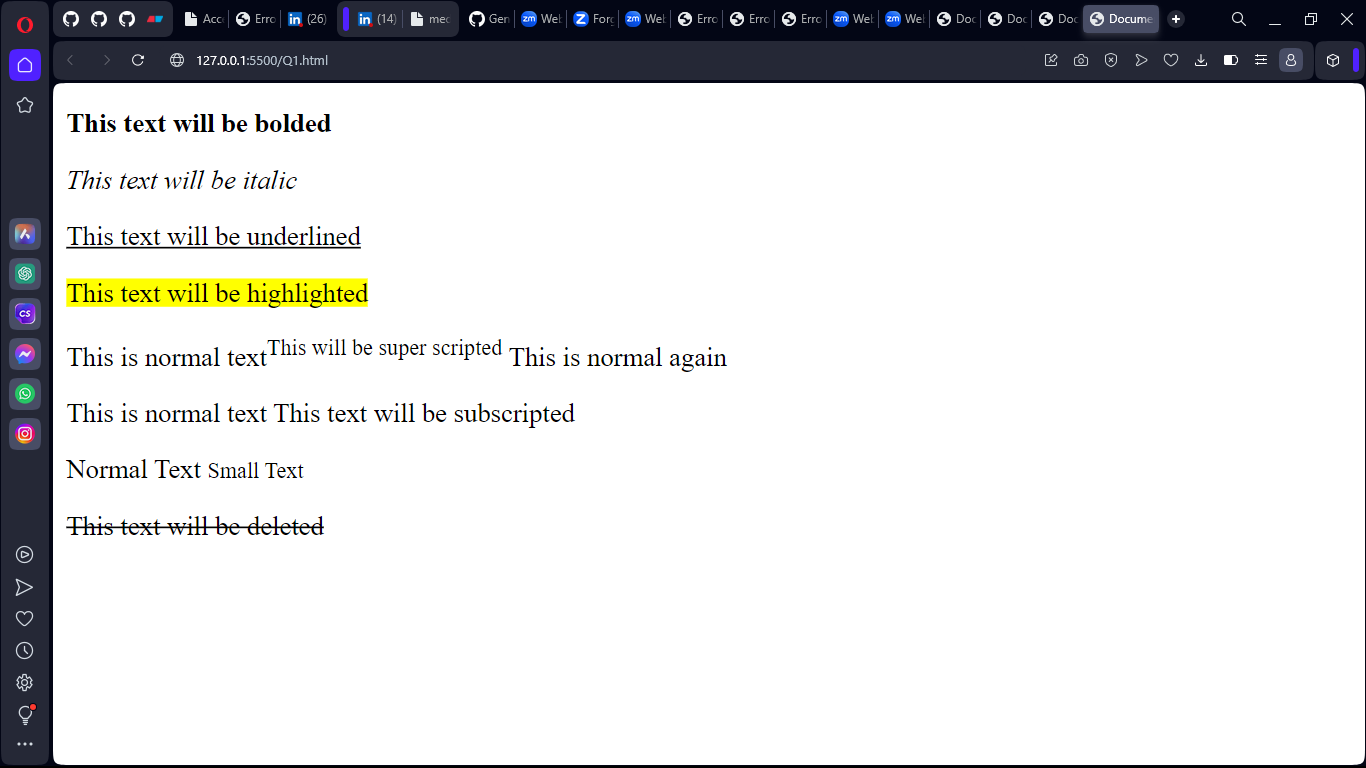 Acc Erro (26) (14) mec Gen Wel Forg Wel Erro Erro Erro Wel Wel Doc Doc Doc Docume
127.0.0.1:5500/Q1.html
This text will be bolded
This text will be italic
This text will be underlined
This text will be highlighted
This is normal textThis will be super scripted This is normal again
This is normal text This text will be subscripted
Normal Text Small Text
This text will be deleted